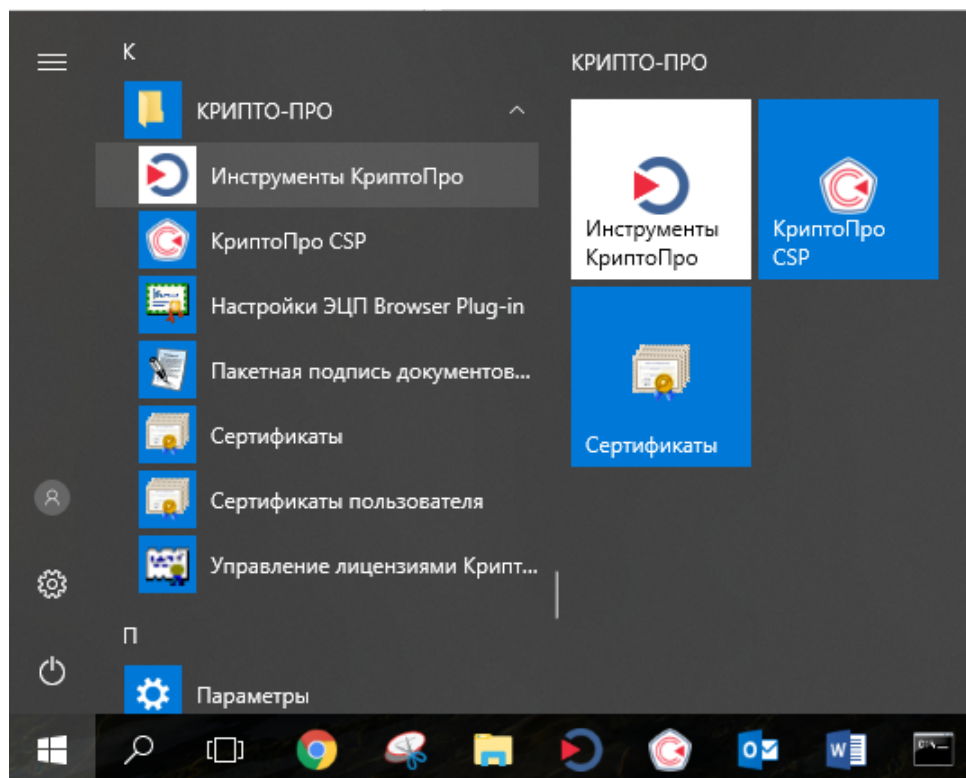 К
КРИПТО-ПРО
Инструменты КриптоПро
КриптоПро CSP
Настройки ЭЦП Browser Plug-in
Пакетная подпись документов...
Сертификаты
Сертификаты пользователя
Управление лицензиями Крипт...
П
Параметры
КРИПТО-ПРО
Инструменты
КриптоПро
КриптоПро
CSP
Сертификаты